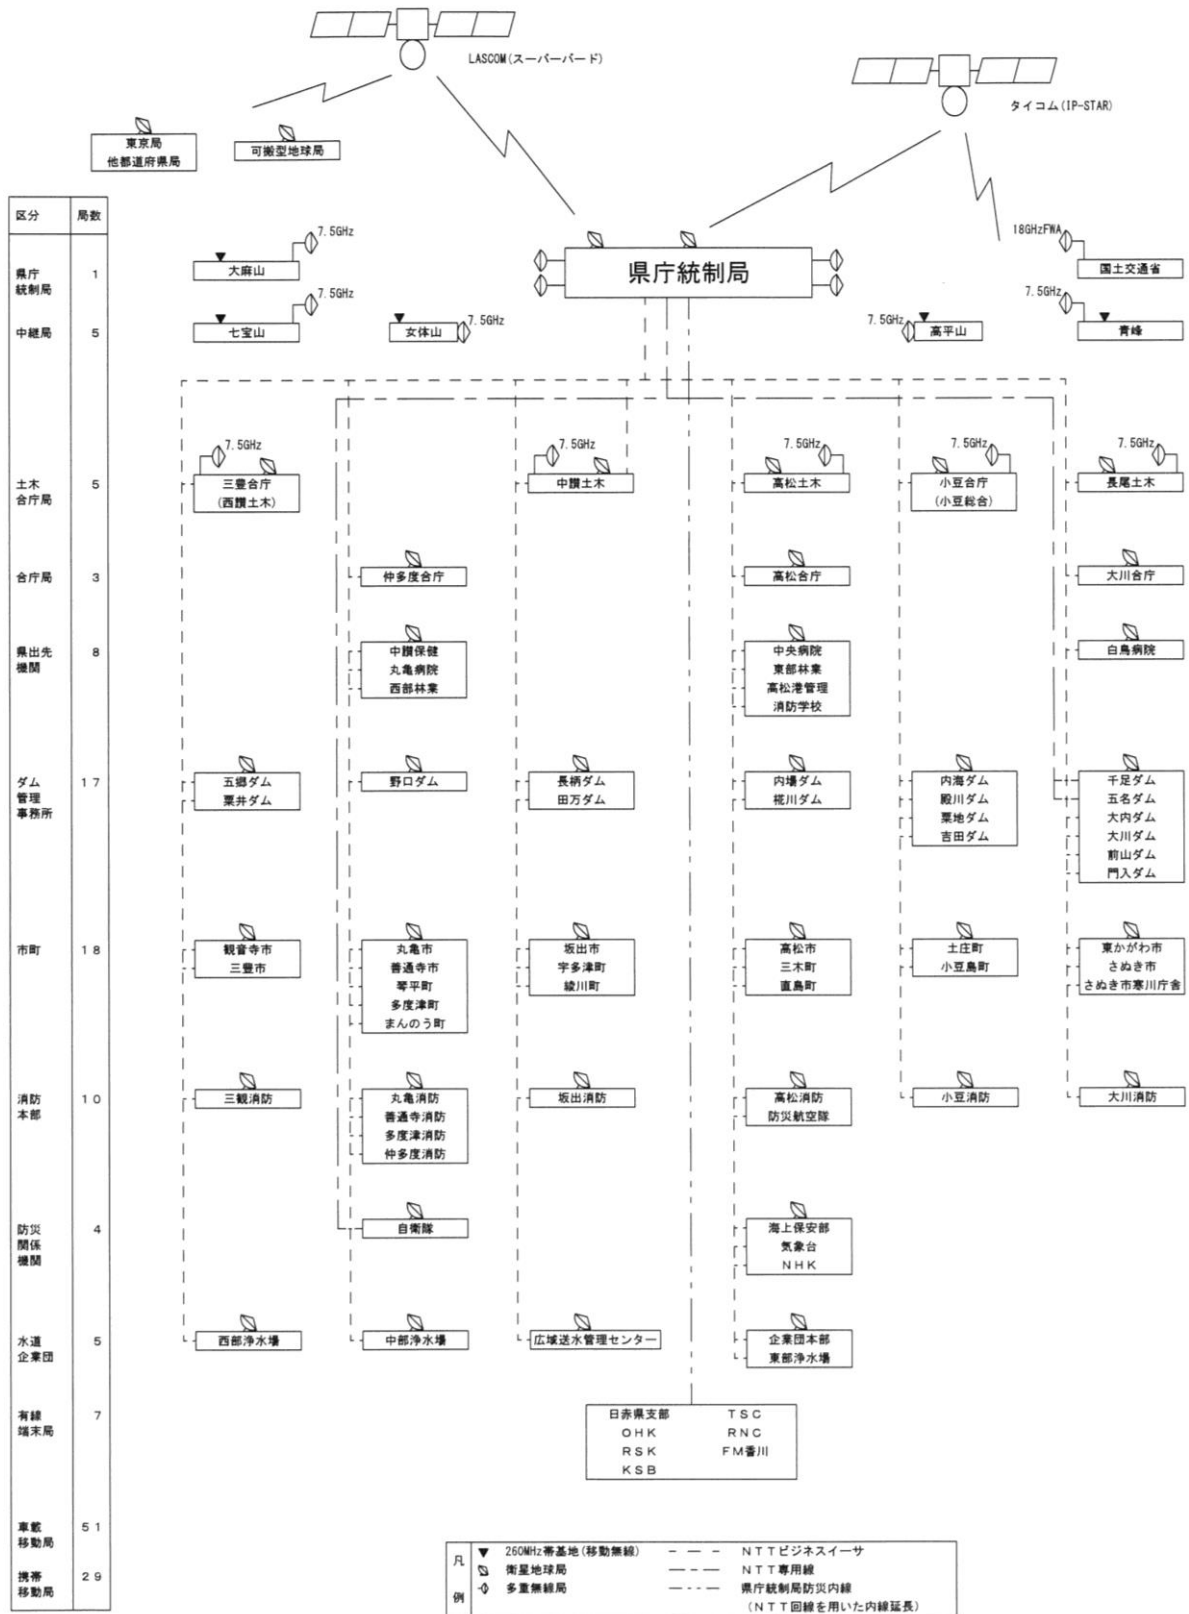 LASCOM(スーパーバード)
タイコム(IP-STAR)
東京局
他都道府県局
可搬型地球局
区分 局数
7.5GHz
18GHzFWA
県庁
統制局 1
大麻山
県庁統制局
国土交通省
7.5GHz
7.5GHz
7.5GHz
7.5GHz
中継局 5
七宝山
女体山
高平山
青峰
7.5GHz
7.5GHz
7.5GHz
7.5GHz
7.5GHz
土木
合庁局 5
三豊合庁
(西讃土木)
中讃土木
高松土木
小豆合庁
(小豆総合)
長尾土木
合庁局 3
仲多度合庁
高松合庁
大川合庁
県出先
機関 8
中讃保健
丸亀病院
西部林業
中央病院
東部林業
高松港管理
消防学校
白鳥病院
ダム
管理
事務所 17
五郷ダム
粟井ダム
野口ダム
長柄ダム
田万ダム
内場ダム
椛川ダム
内海ダム
殿川ダム
粟地ダム
吉田ダム
千足ダム
五名ダム
大内ダム
大川ダム
前山ダム
門入ダム
市町 18
観音寺市
三豊市
丸亀市
善通寺市
琴平町
多度津町
まんのう町
坂出市
宇多津町
綾川町
高松市
三木町
直島町
土庄町
小豆島町
東かがわ市
さぬき市
さぬき市寒川庁舎
消防
本部 10
三観消防
丸亀消防
善通寺消防
多度津消防
仲多度消防
坂出消防
高松消防
防災航空隊
小豆消防
大川消防
防災
関係
機関 4
自衛隊
海上保安部
気象台
NHK
水道
企業団 5
西部浄水場
中部浄水場
広域送水管理センター
企業団本部
東部浄水場
有線
端末局 7
日赤県支部 TSC
OHK RNC
RSK FM香川
KSB
車載
移動局 51
携帯
移動局 29
凡例
260MHz帯基地(移動無線)
衛星地球局
多重無線局
NTTビジネスイーサ
NTT専用線
県庁統制局防災内線
(NTT回線を用いた内線延長)